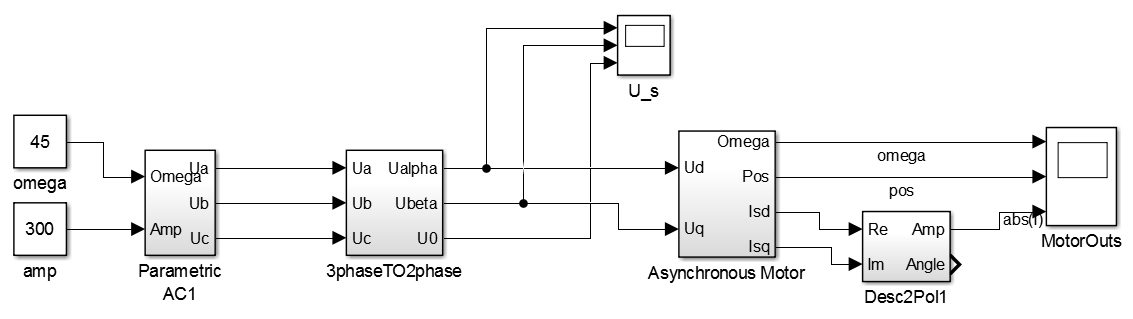 45
omega
300
amp
Omega
Amp
Ua
Ub
Uc
Parametric
AC1
Ua
Ub
Uc
Ualpha
Ubeta
U0
3phaseTO2phase
U_s
Ud
Uq
Omega
Pos
Isd
Isq
Asynchronous Motor
omega
pos
Re
Im
Amp
Angle
Desc2Pol1
abs(I)
MotorOuts